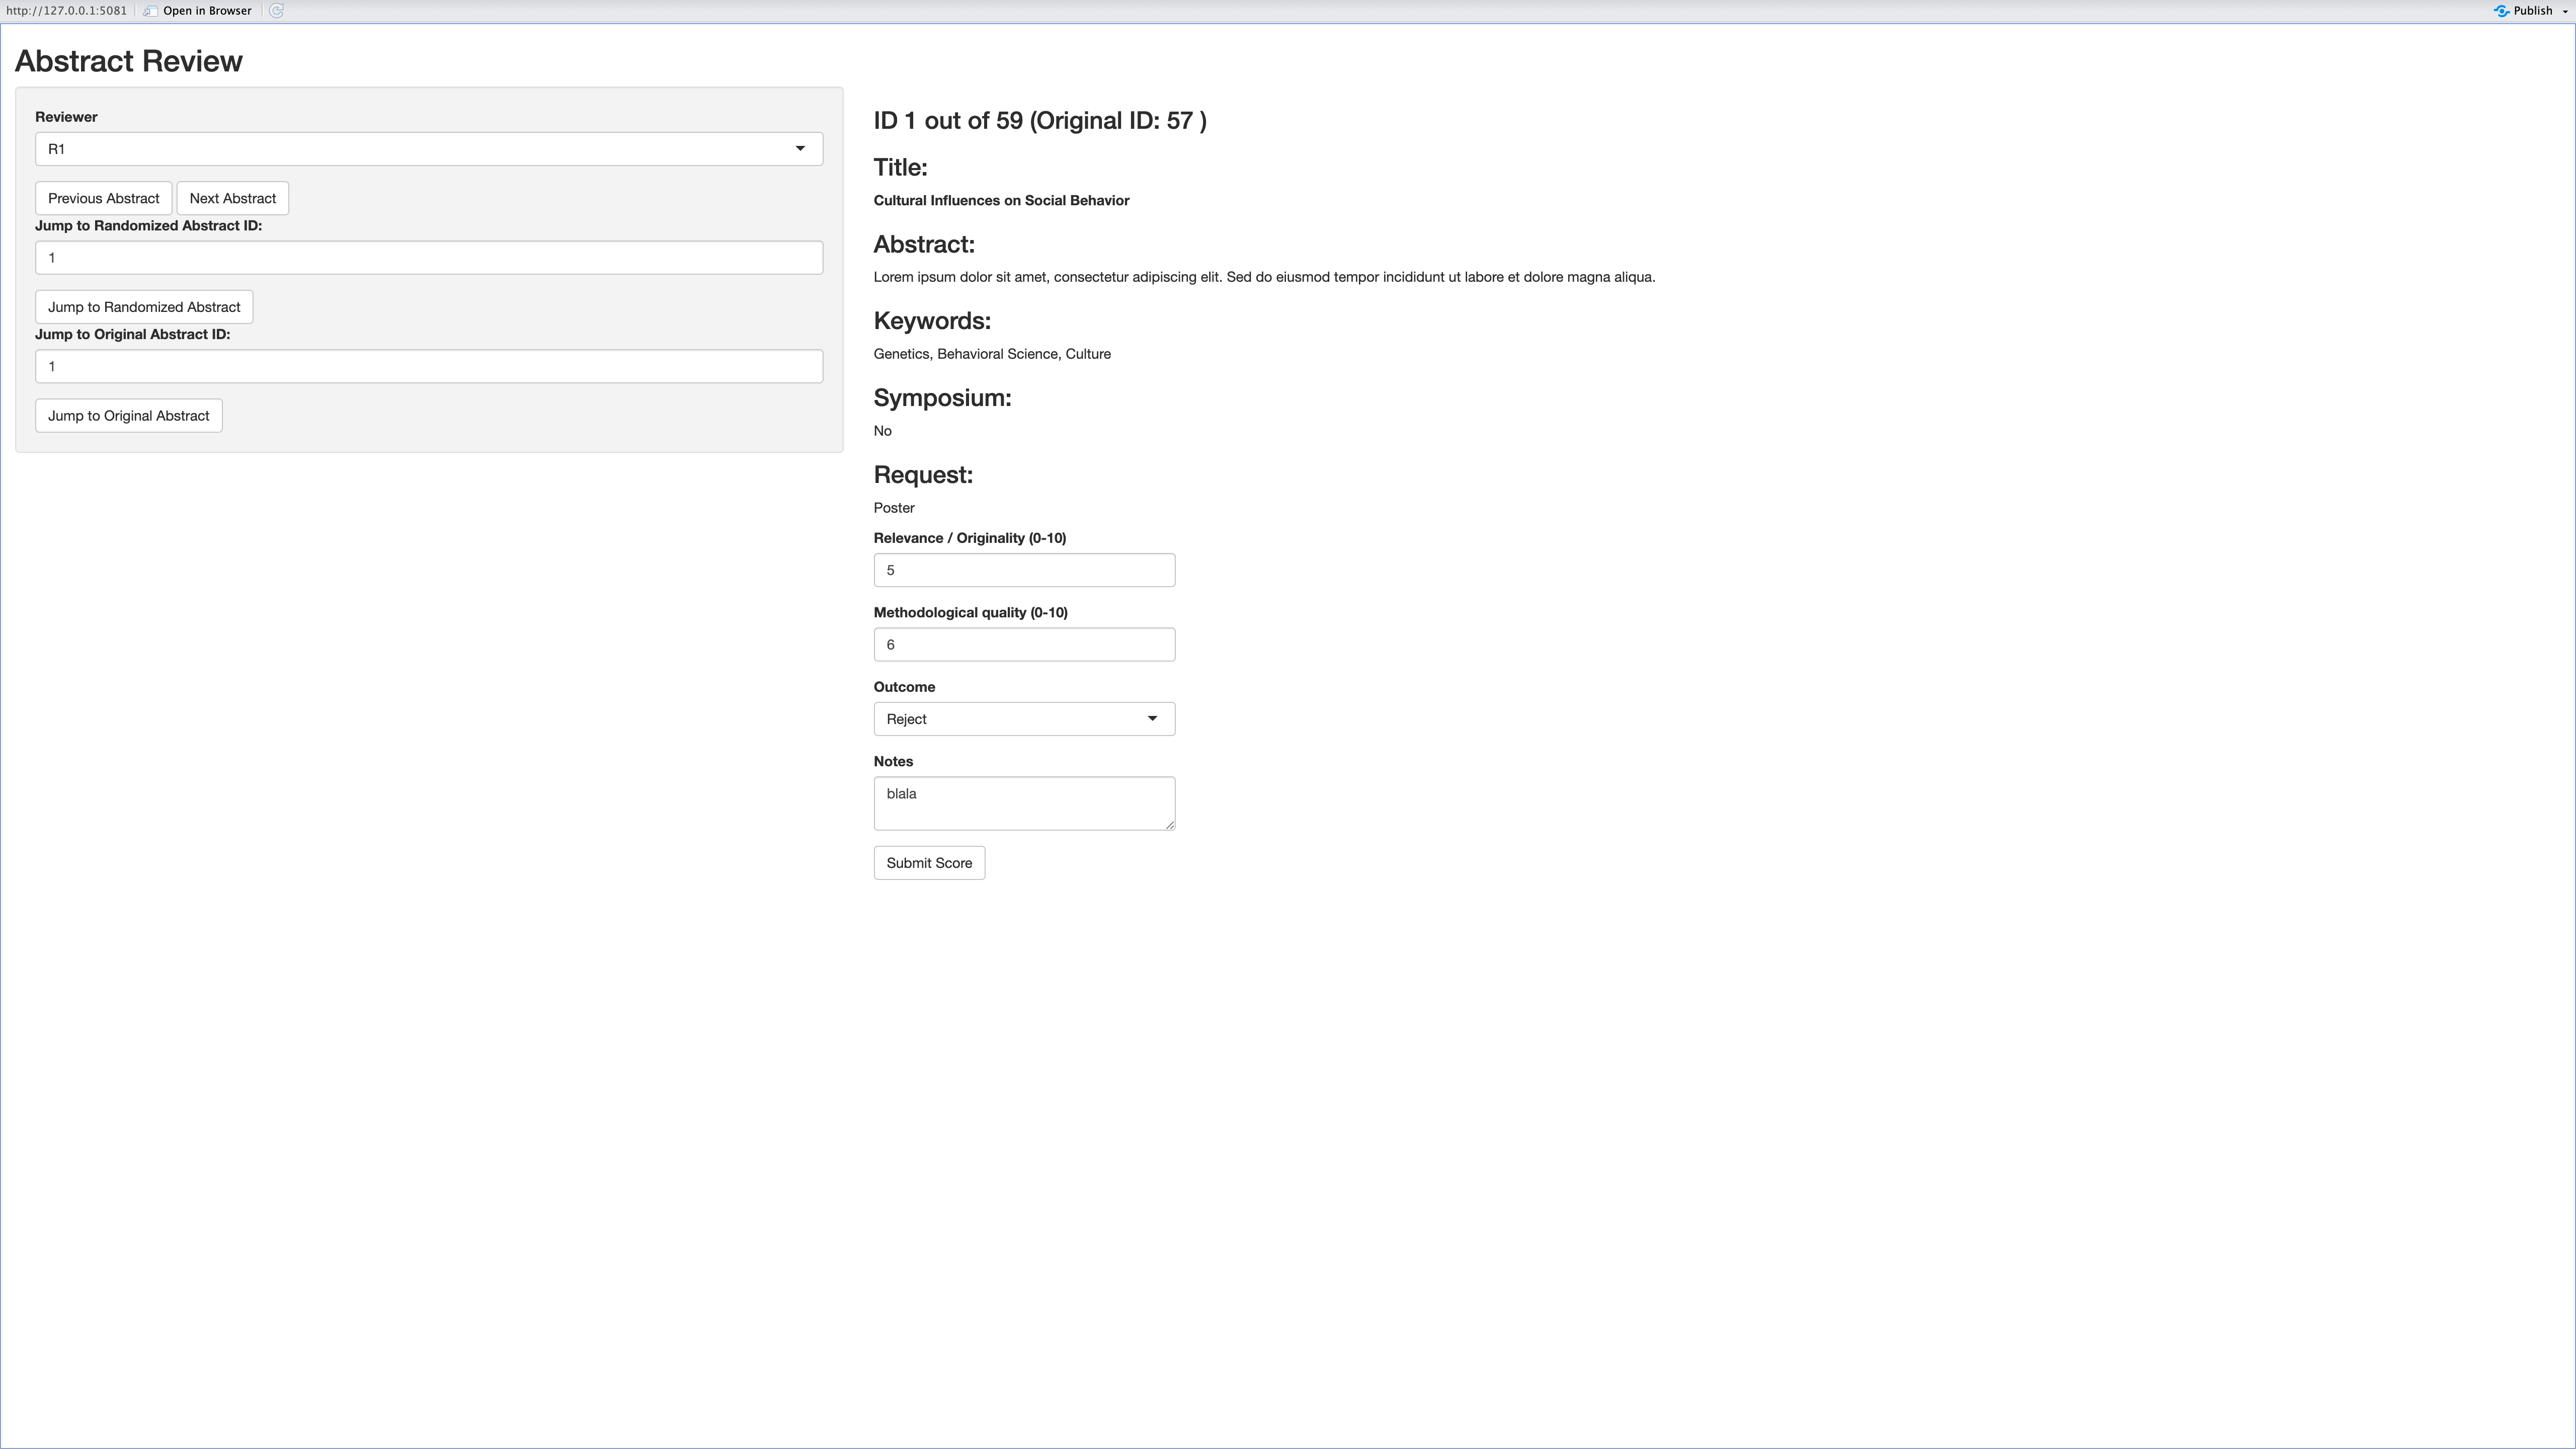 http://127.0.0.1:5081 Open in Browser Publish
Abstract Review
Reviewer
R1
Previous Abstract Next Abstract
Jump to Randomized Abstract ID:
1
Jump to Randomized Abstract
Jump to Original Abstract ID:
1
Jump to Original Abstract
ID 1 out of 59 (Original ID: 57 )
Title:
Cultural Influences on Social Behavior
Abstract:
Lorem ipsum dolor sit amet, consectetur adipiscing elit. Sed do eiusmod tempor incididunt ut labore et dolore magna aliqua.
Keywords:
Genetics, Behavioral Science, Culture
Symposium:
No
Request:
Poster
Relevance / Originality (0-10)
5
Methodological quality (0-10)
6
Outcome
Reject
Notes
blala
Submit Score